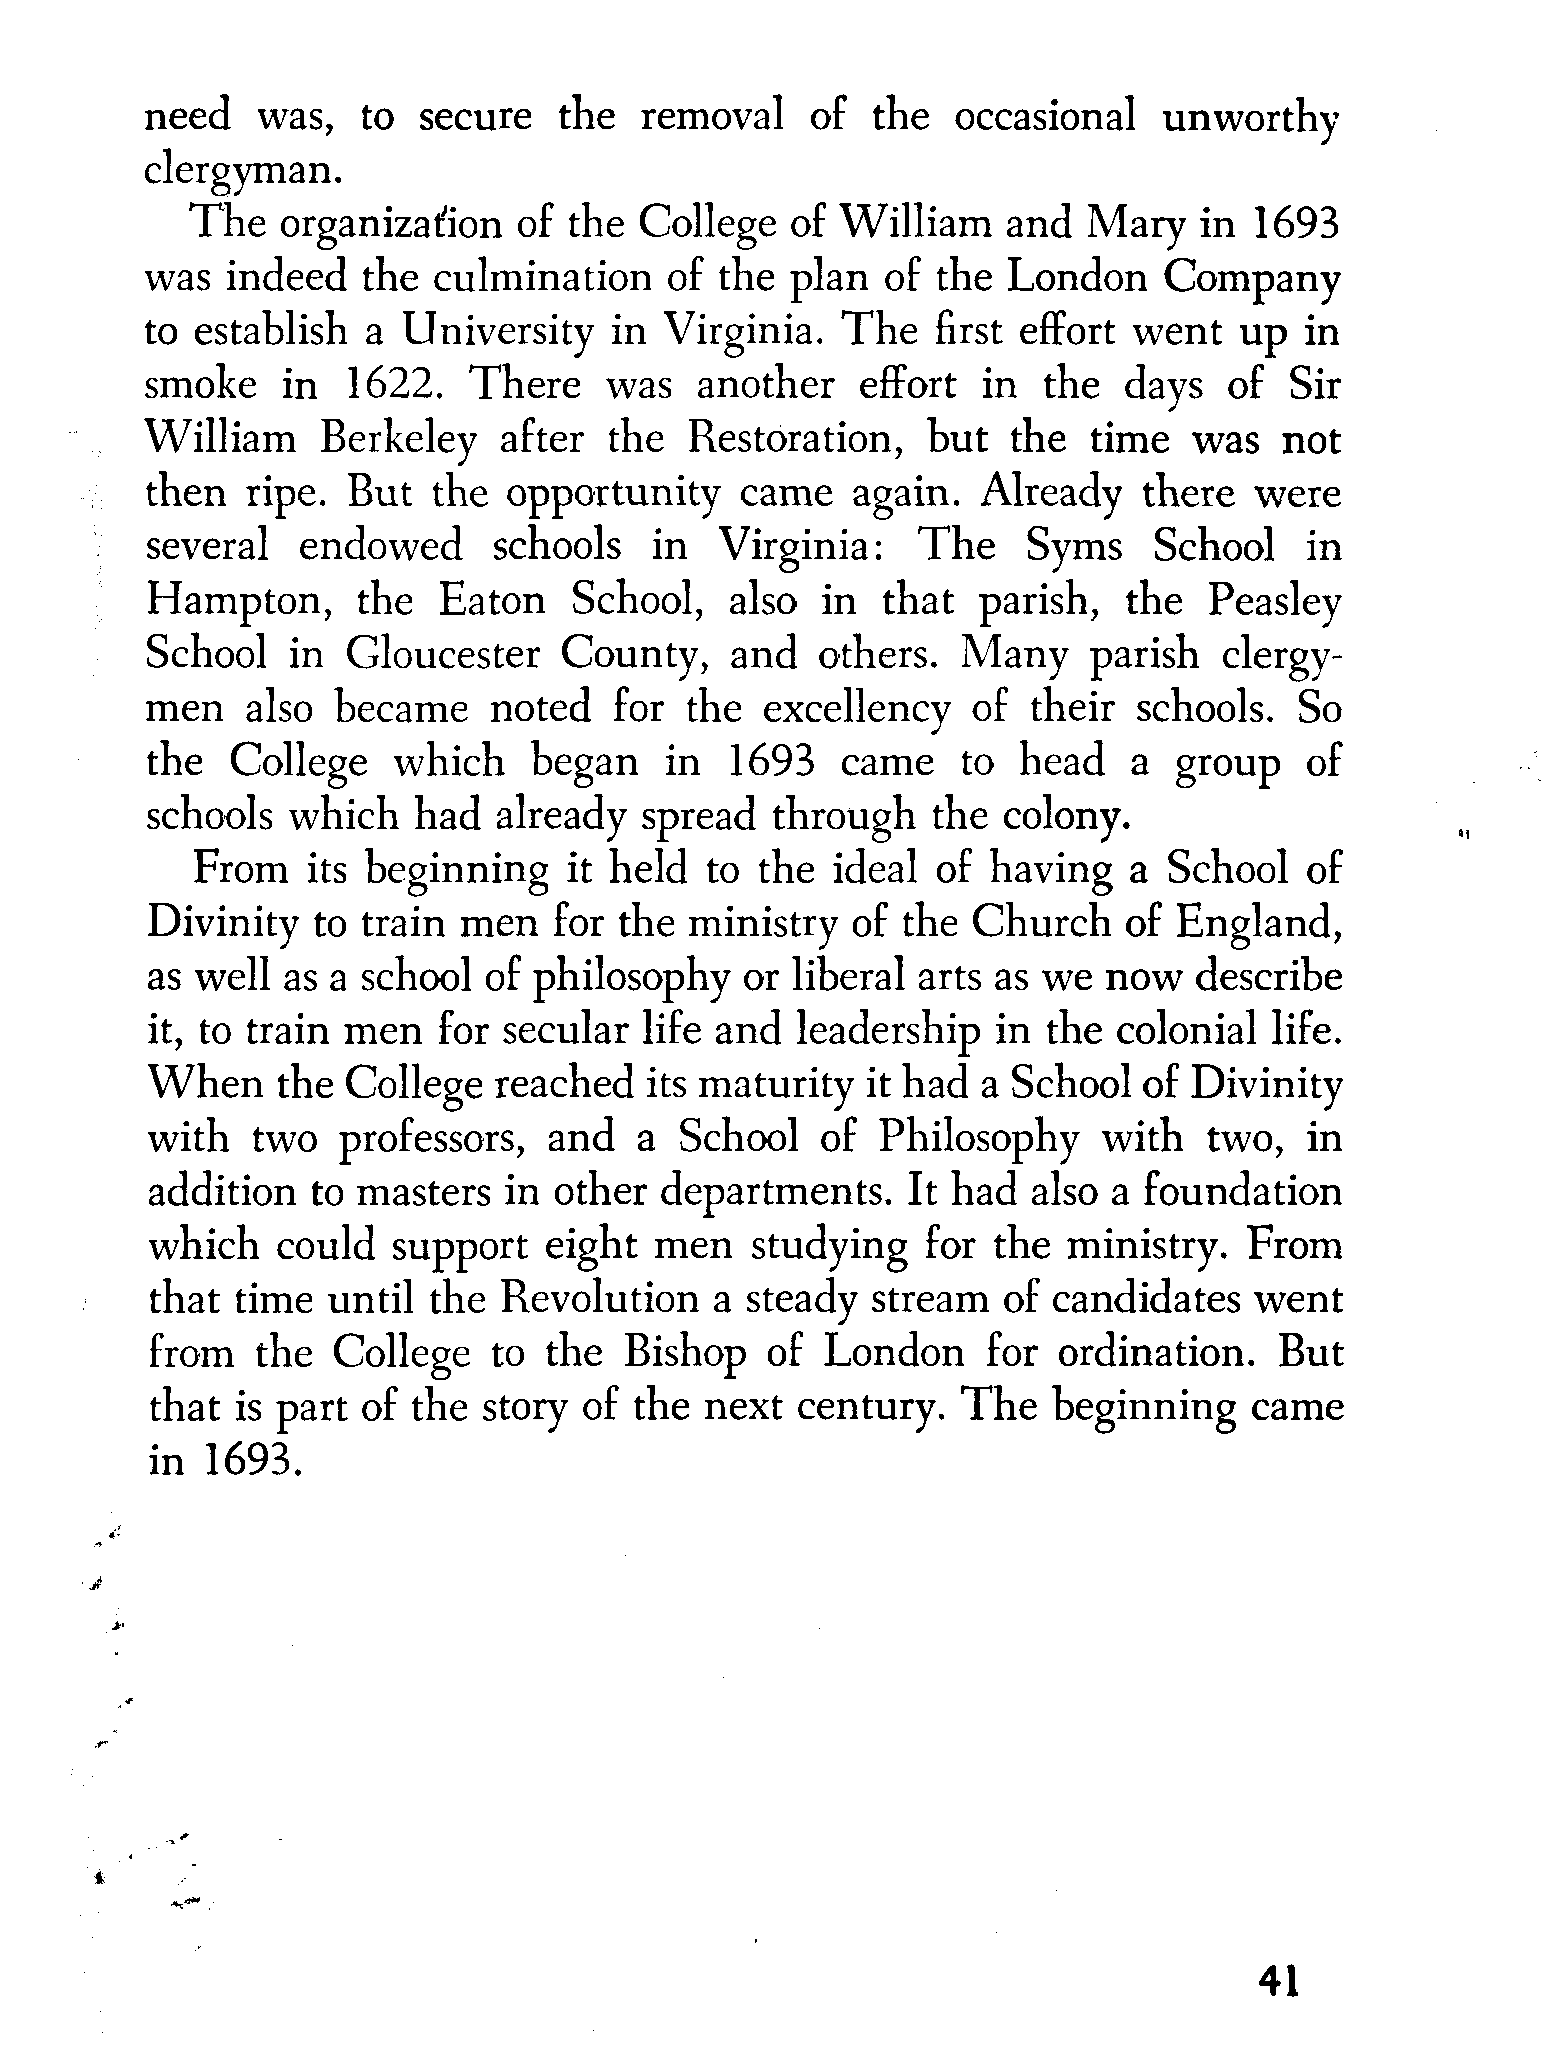 need was, to secure the removal of the occasional unworthy
clergyman.
The organization of the College of William and Mary in 1693
was indeed the culmination of the plan of the London Company
to establish a University in Virginia. The first effort went up in
smoke in 1622. There was another effort in the days of Sir
William Berkeley after the Restoration, but the time was not
then ripe. But the opportunity came again. Already there were
several endowed schools in Virginia: The Syms School in
Hampton, the Eaton School, also in that parish, the Peasley
School in Gloucester County, and others. Many parish clergy-
men also became noted for the excellency of their schools. So
the College which began in 1693 came to head a group of
schools which had already spread through the colony.
From its beginning it held to the ideal of having a School of
Divinity to train men for the ministry of the Church of England,
as well as a school of philosophy or liberal arts as we now describe
it, to train men for secular life and leadership in the colonial life.
When the College reached its maturity it had a School of Divinity
with two professors, and a School of Philosophy with two, in
addition to masters in other departments. It had also a foundation
which could support eight men studying for the ministry. From
that time until the Revolution a steady stream of candidates went
from the College to the Bishop of London for ordination. But
that is part of the story of the next century. The beginning came
in 1693.
41